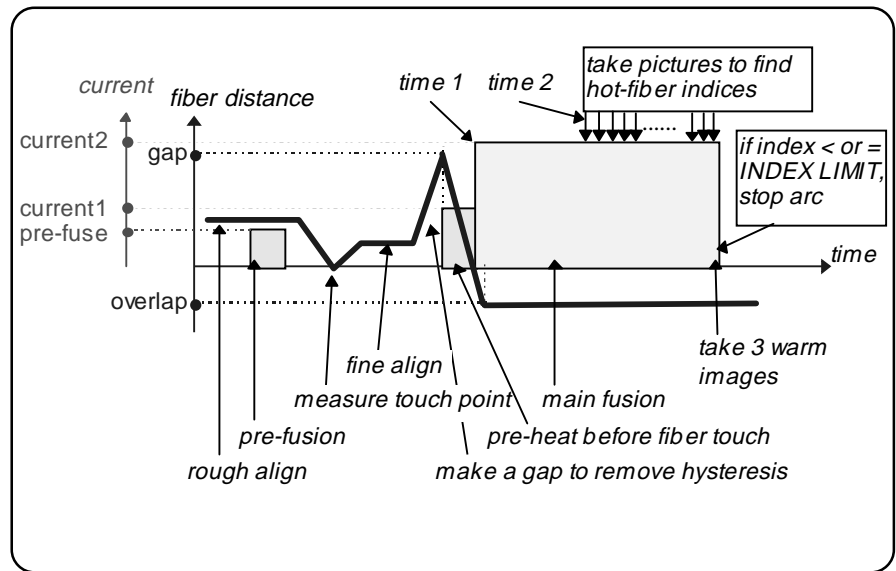 current
fiber distance
time 1
time 2
take pictures to find
hot-fiber indices
current2
gap
if index < or =
INDEX LIMIT,
stop arc
current1
pre-fuse
time
overlap
fine align
measure touch point
main fusion
take 3 warm
images
pre-fusion
pre-heat before fiber touch
rough align
make a gap to remove hysteresis